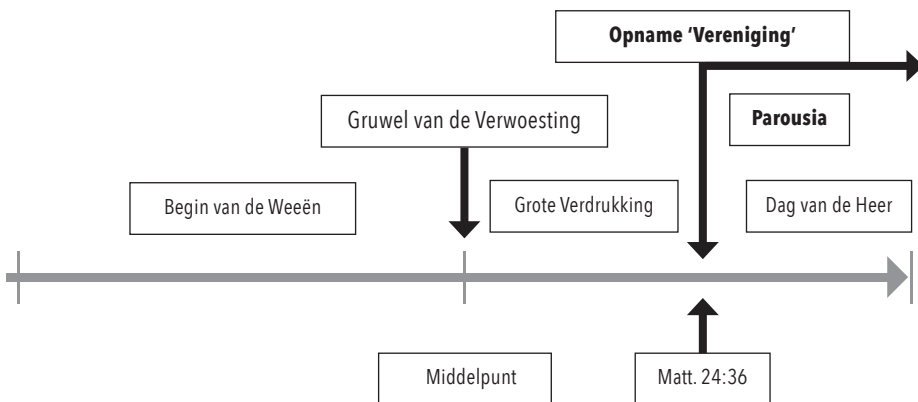 Opname ‘Vereniging’
Gruwel van de Verwoesting
Parousia
Begin van de Weeën
Grote Verdrukking
Dag van de Heer
Middelpunt
Matt. 24:36